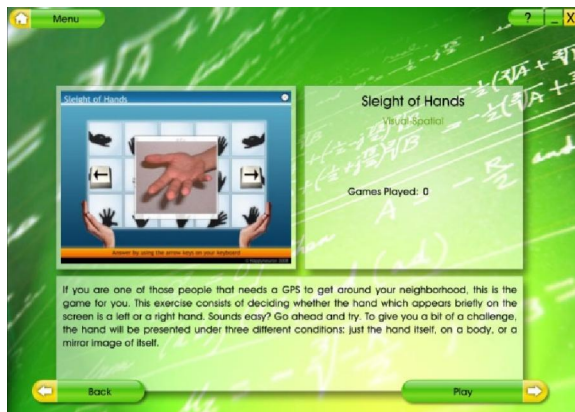 Menu
? _ X
Sleight of Hands
Sleight of Hands
Visual-Spatial
Games Played: 0
Answer by using the arrow keys on your keyboard
If you are one of those people that needs a GPS to get around your neighborhood, this is the
game for you. This exercise consists of deciding whether the hand which appears briefly on the
screen is a left or a right hand. Sounds easy? Go ahead and try. To give you a bit of a challenge,
the hand will be presented under three different conditions: just the hand itself, on a body, or a
mirror image of itself.
Back
Play